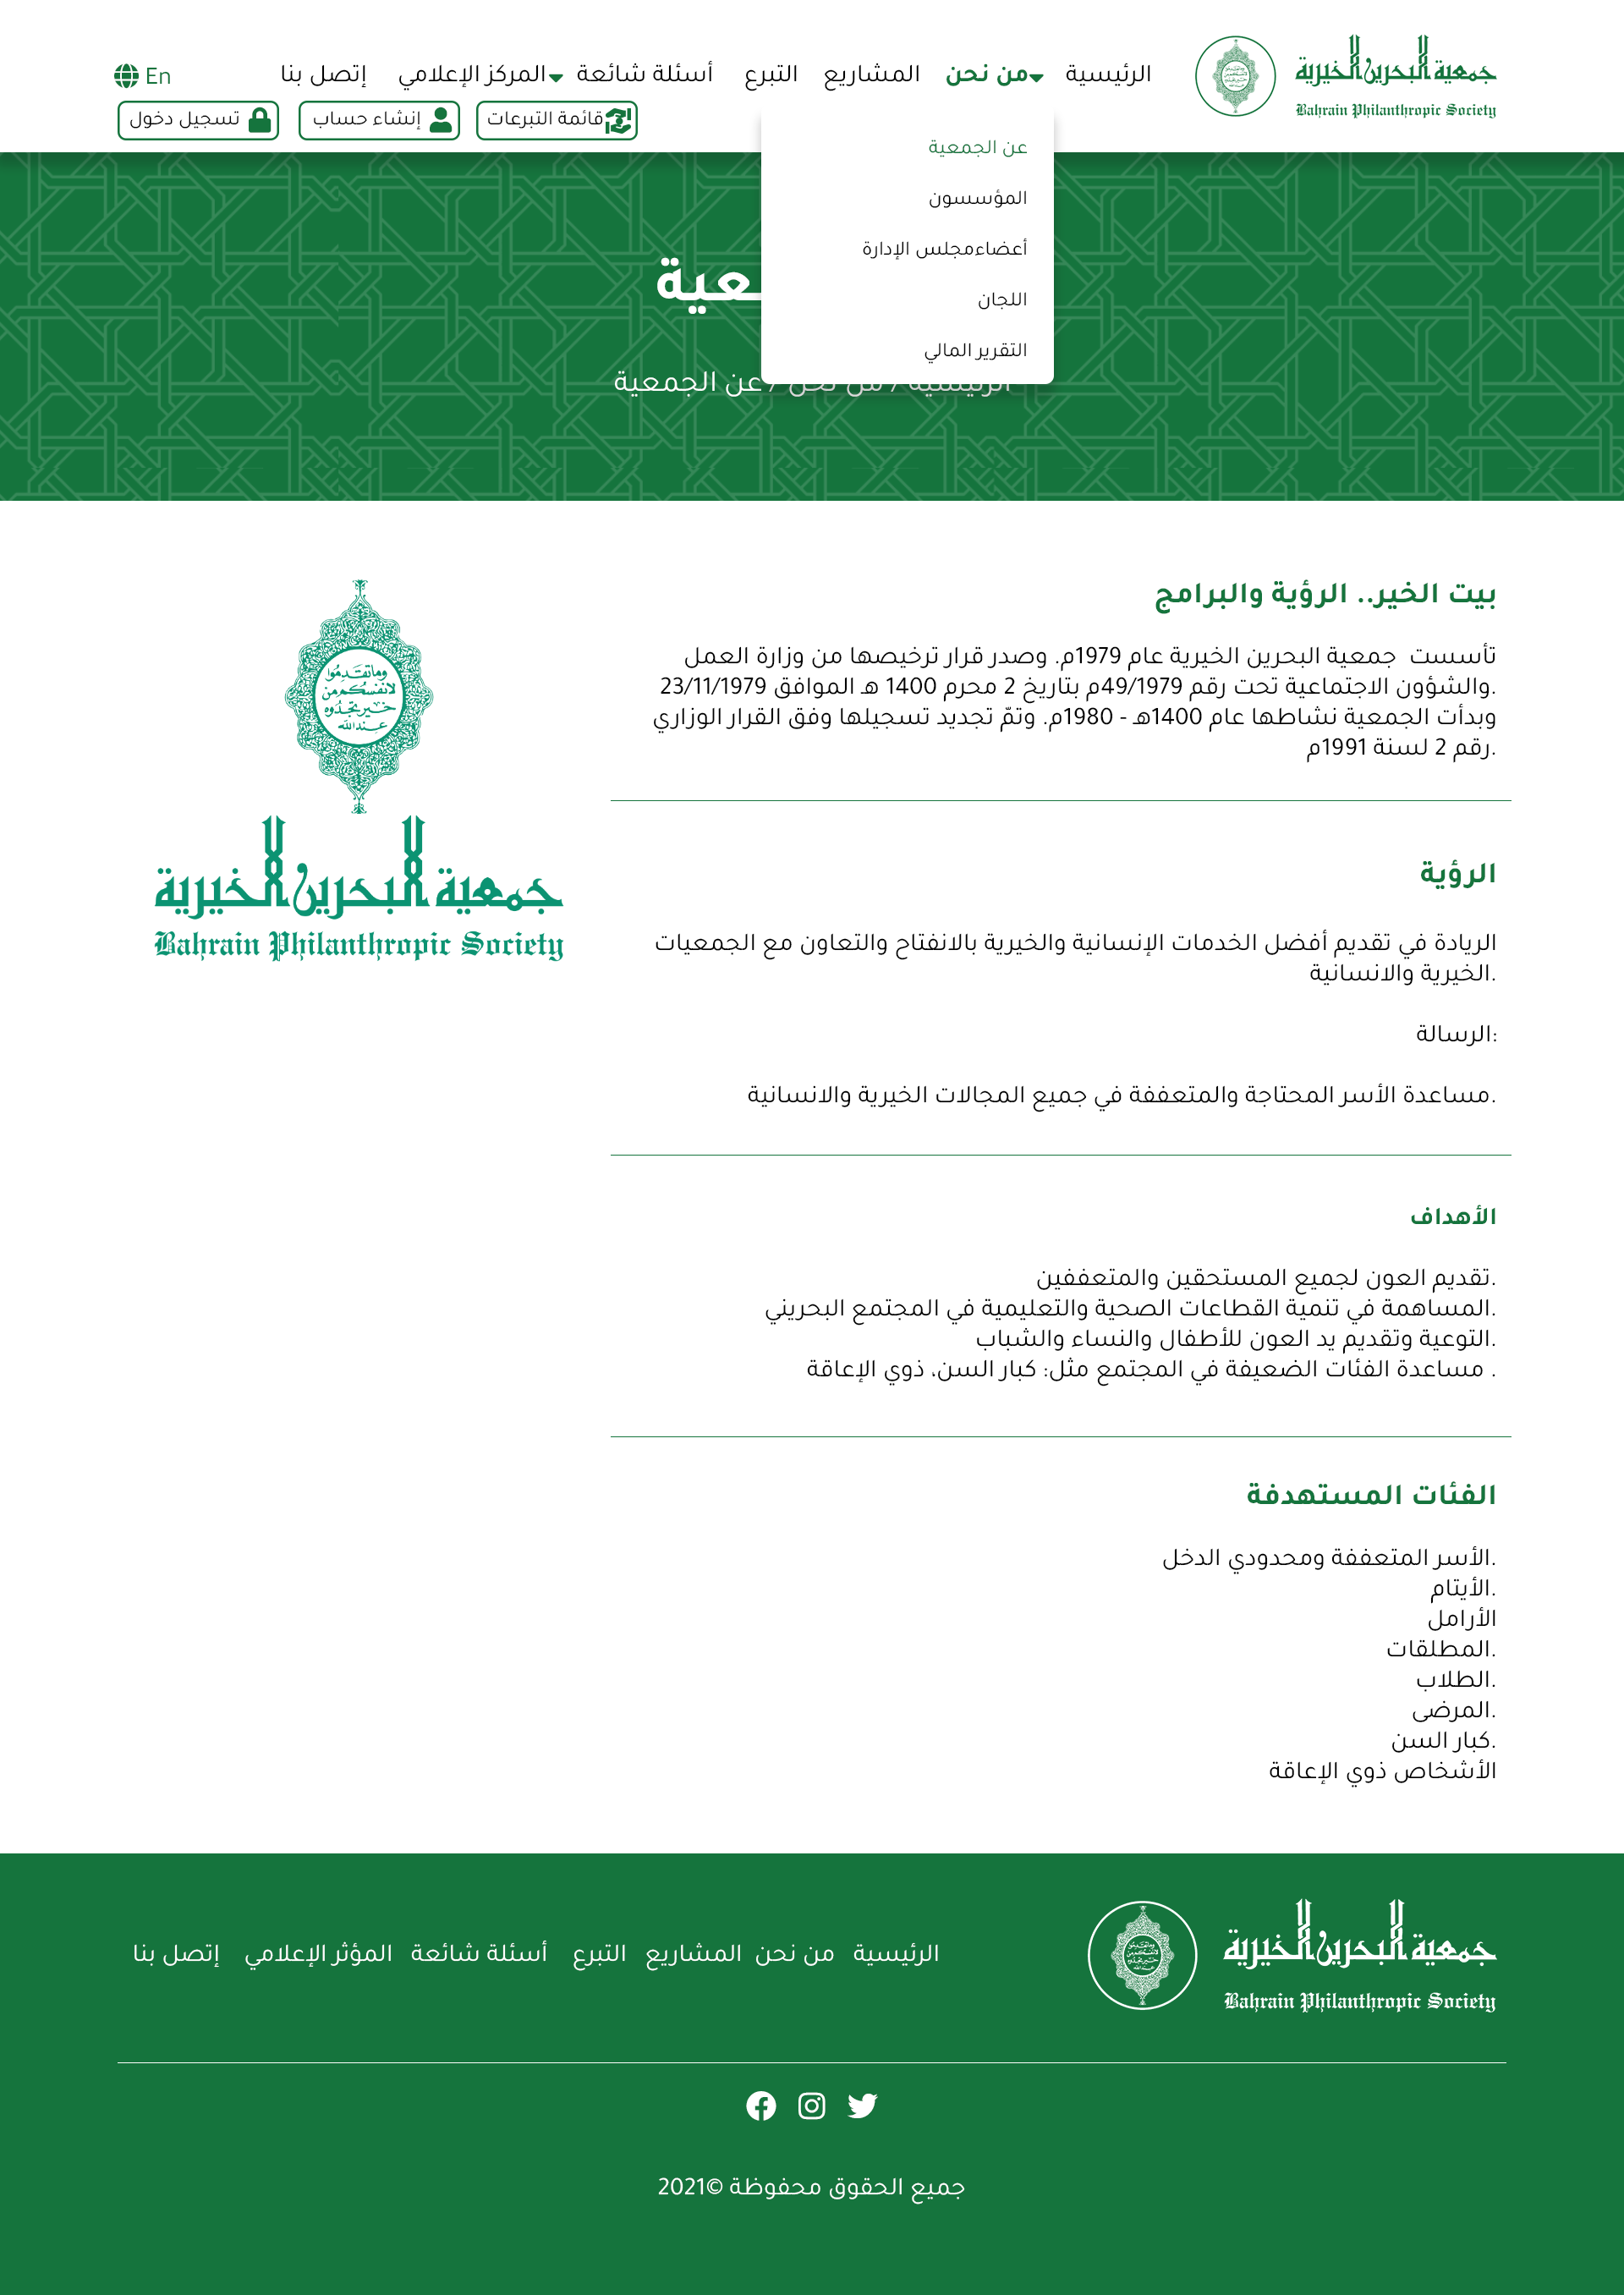 جمعية البحرين الخيرية
Bahrain Philanthropic Society
الرئيسية
من نحن
المشاريع
التبرع
أسئلة شائعة
المركز الإعلامي
إتصل بنا
En
قائمة التبرعات
إنشاء حساب
تسجيل دخول
عن الجمعية
المؤسسون
أعضاءمجلس الإدارة
اللجان
التقرير المالي
الرئيسية / من نحن / عن الجمعية
بيت الخير.. الرؤية والبرامج
تأسست جمعية البحرين الخيرية عام 1979م. وصدر قرار ترخيصها من وزارة العمل
والشؤون الاجتماعية تحت رقم 49/1979م بتاريخ 2 محرم 1400 هـ الموافق 23/11/1979.
وبدأت الجمعية نشاطها عام 1400هـ - 1980م. وتمّ تجديد تسجيلها وفق القرار الوزاري
رقم 2 لسنة 1991م.
وما تقدموا
لأنفسكم من
خير تجدوه
عند الله
جمعية البحرين الخيرية
Bahrain Philanthropic Society
الرؤية
الريادة في تقديم أفضل الخدمات الإنسانية والخيرية بالانفتاح والتعاون مع الجمعيات
الخيرية والانسانية.
الرسالة:
مساعدة الأسر المحتاجة والمتعففة في جميع المجالات الخيرية والانسانية.
الأهداف
تقديم العون لجميع المستحقين والمتعففين.
المساهمة في تنمية القطاعات الصحية والتعليمية في المجتمع البحريني.
التوعية وتقديم يد العون للأطفال والنساء والشباب.
مساعدة الفئات الضعيفة في المجتمع مثل: كبار السن، ذوي الإعاقة .
الفئات المستهدفة
الأسر المتعففة ومحدودي الدخل.
الأيتام.
الأرامل
المطلقات.
الطلاب.
المرضى.
كبار السن.
الأشخاص ذوي الإعاقة
جمعية البحرين الخيرية
Bahrain Philanthropic Society
الرئيسية
من نحن
المشاريع
التبرع
أسئلة شائعة
المؤثر الإعلامي
إتصل بنا
جميع الحقوق محفوظة ©2021